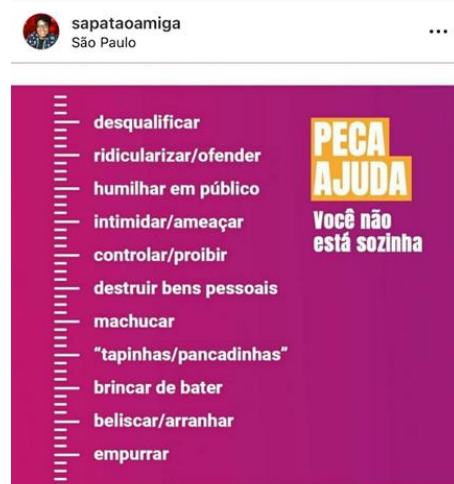 sapataoamiga
São Paulo
desqualificar
ridicularizar/ofender
humilhar em público
intimidar/ameaçar
controlar/proibir
destruir bens pessoais
machucar
“tapinhas/pancadinhas”
brincar de bater
beliscar/arranhar
empurrar
PECA
AJUDA
Você não
está sozinha